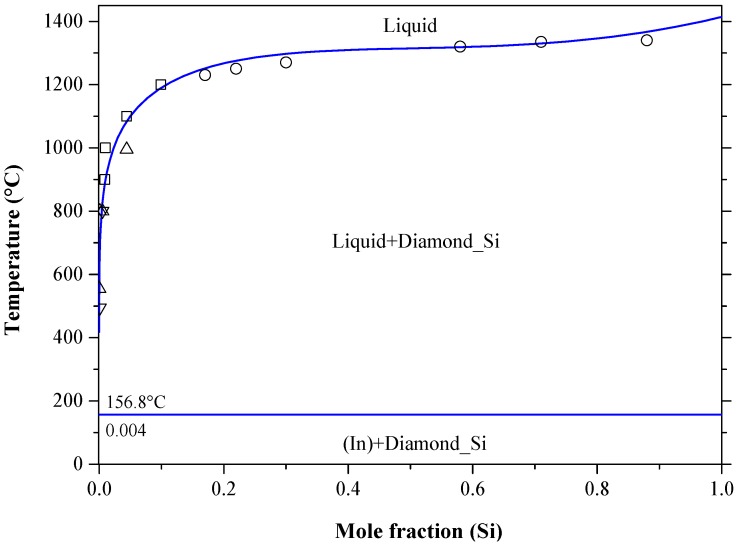 1400
Liquid
1200
1000
800
Liquid+Diamond_Si
600
400
200
156.8°C
0.004
(In)+Diamond_Si
0
0.0
0.2
0.4
0.6
0.8
1.0
Temperature (°C)
Mole fraction (Si)